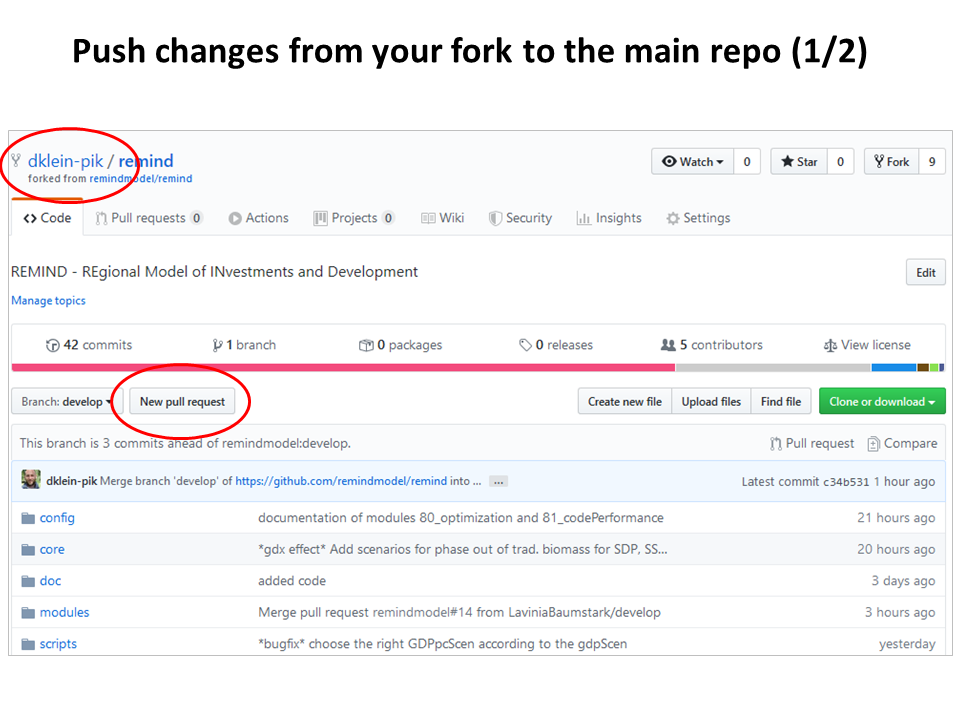 Push changes from your fork to the main repo (1/2)
dklein-pik / remind
forked from remindmodel/remind
Watch 0 Star 0 Fork 9
Code Pull requests 0 Actions Projects 0 Wiki Security Insights Settings
REMIND - REgional Model of INvestments and Development
Edit
Manage topics
42 commits 1 branch 0 packages 0 releases 5 contributors View license
Branch: develop New pull request Create new file Upload files Find file Clone or download
This branch is 3 commits ahead of remindmodel:develop. Pull request Compare
dklein-pik Merge branch 'develop' of https://github.com/remindmodel/remind into ... ... Latest commit c34b531 1 hour ago
config documentation of modules 80_optimization and 81_codePerformance 21 hours ago
core *gdx effect* Add scenarios for phase out of trad. biomass for SDP, SS... 20 hours ago
doc added code 3 days ago
modules Merge pull request remindmodel#14 from LaviniaBaumstark/develop 3 hours ago
scripts *bugfix* choose the right GDPpcScen according to the gdpScen yesterday